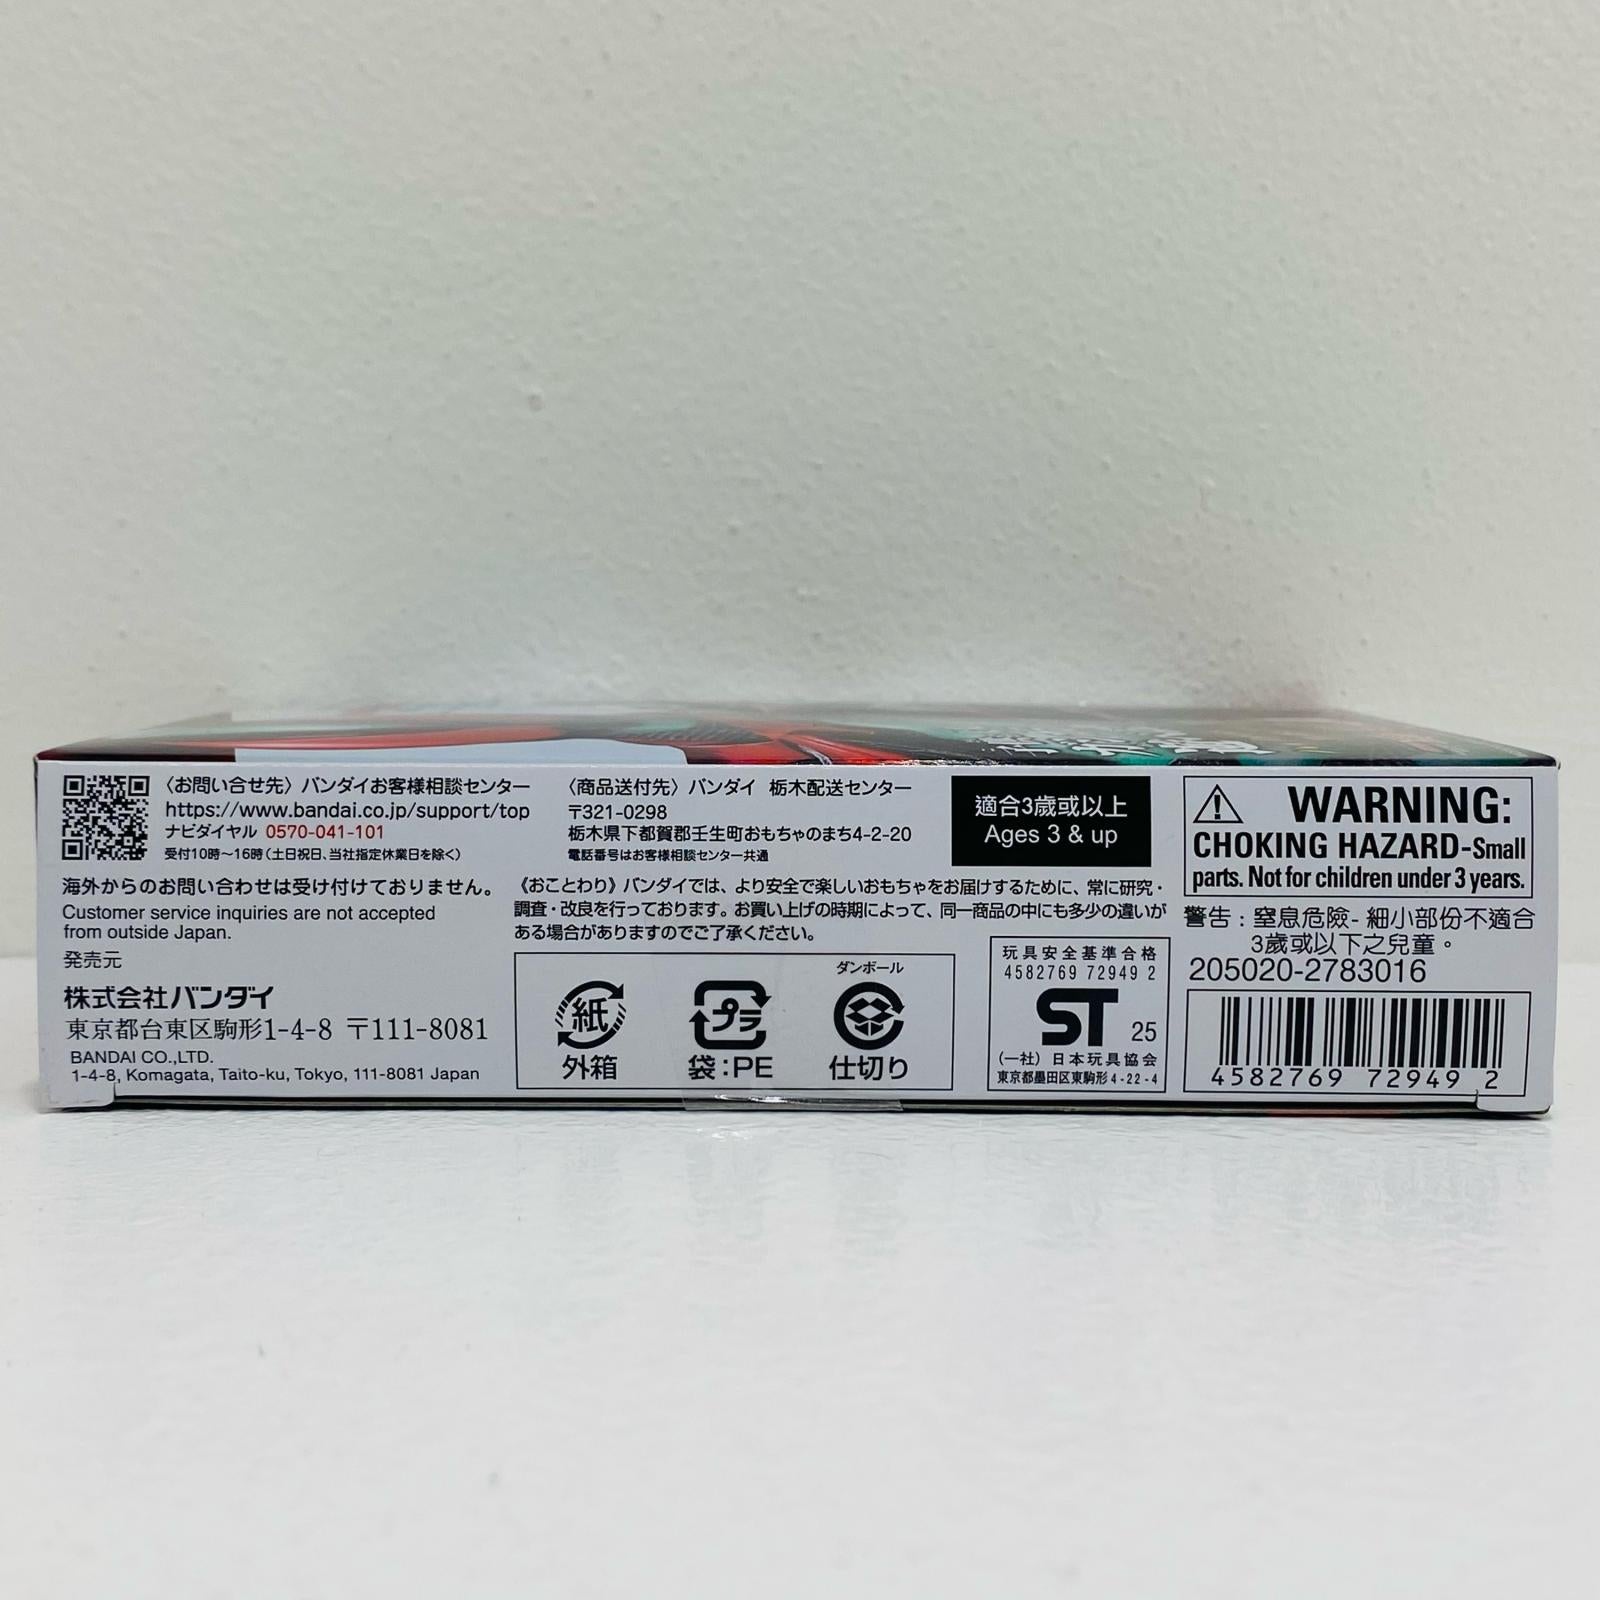 〈お問い合せ先〉バンダイお客様相談センター
https://www.bandai.co.jp/support/top
ナビダイヤル 0570-041-101
受付10時～16時(土日祝日、当社指定休業日を除く)
海外からのお問い合わせは受け付けておりません。
Customer service inquiries are not accepted
from outside Japan.
発売元
株式会社バンダイ
東京都台東区駒形1-4-8 〒111-8081
BANDAI CO.,LTD.
1-4-8, Komagata, Taito-ku, Tokyo, 111-8081 Japan
〈商品送付先〉バンダイ 栃木配送センター
〒321-0298
栃木県下都賀郡壬生町おもちゃのまち4-2-20
電話番号はお客様相談センター共通
《おことわり》バンダイでは、より安全で楽しいおもちゃをお届けするために、常に研究・
調査・改良を行っております。お買い上げの時期によって、同一商品の中にも多少の違いが
ある場合がありますのでご了承ください。
紙
外箱
プラ
袋:PE
ダンボール
仕切り
適合3歲或以上
Ages 3 & up
玩具安全基準合格
4582769 72949 2
ST 25
(一社) 日本玩具協会
東京都墨田区東駒形4-22-4
WARNING:
CHOKING HAZARD-Small
parts. Not for children under 3 years.
警告:窒息危險-細小部份不適合
3歲或以下之兒童。
205020-2783016
4582769 72949 2